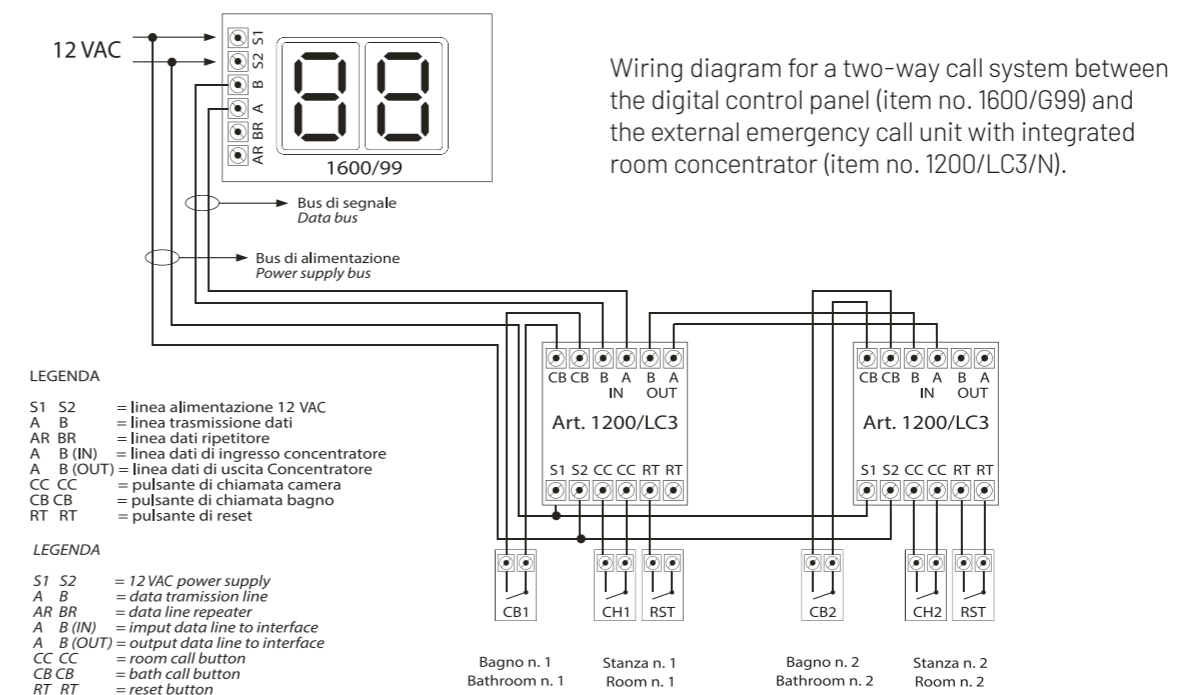 12 VAC
S1
S2
B
A
BR
AR
1600/99
Wiring diagram for a two-way call system between
the digital control panel (item no. 1600/G99) and
the external emergency call unit with integrated
room concentrator (item no. 1200/LC3/N).
Bus di segnale
Data bus
Bus di alimentazione
Power supply bus
CB CB B A B A
IN OUT
Art. 1200/LC3
S1 S2 CC CC RT RT
CB CB B A B A
IN OUT
Art. 1200/LC3
S1 S2 CC CC RT RT
CB1
CH1
RST
CB2
CH2
RST
Bagno n. 1
Bathroom n. 1
Stanza n. 1
Room n. 1
Bagno n. 2
Bathroom n. 2
Stanza n. 2
Room n. 2
LEGENDA
S1 S2 = linea alimentazione 12 VAC
A B = linea trasmissione dati
AR BR = linea dati ripetitore
A B (IN) = linea dati di ingresso concentratore
A B (OUT) = linea dati di uscita Concentratore
CC CC = pulsante di chiamata camera
CB CB = pulsante di chiamata bagno
RT RT = pulsante di reset
LEGENDA
S1 S2 = 12 VAC power supply
A B = data tramission line
AR BR = data line repeater
A B (IN) = imput data line to interface
A B (OUT) = output data line to interface
CC CC = room call button
CB CB = bath call button
RT RT = reset button